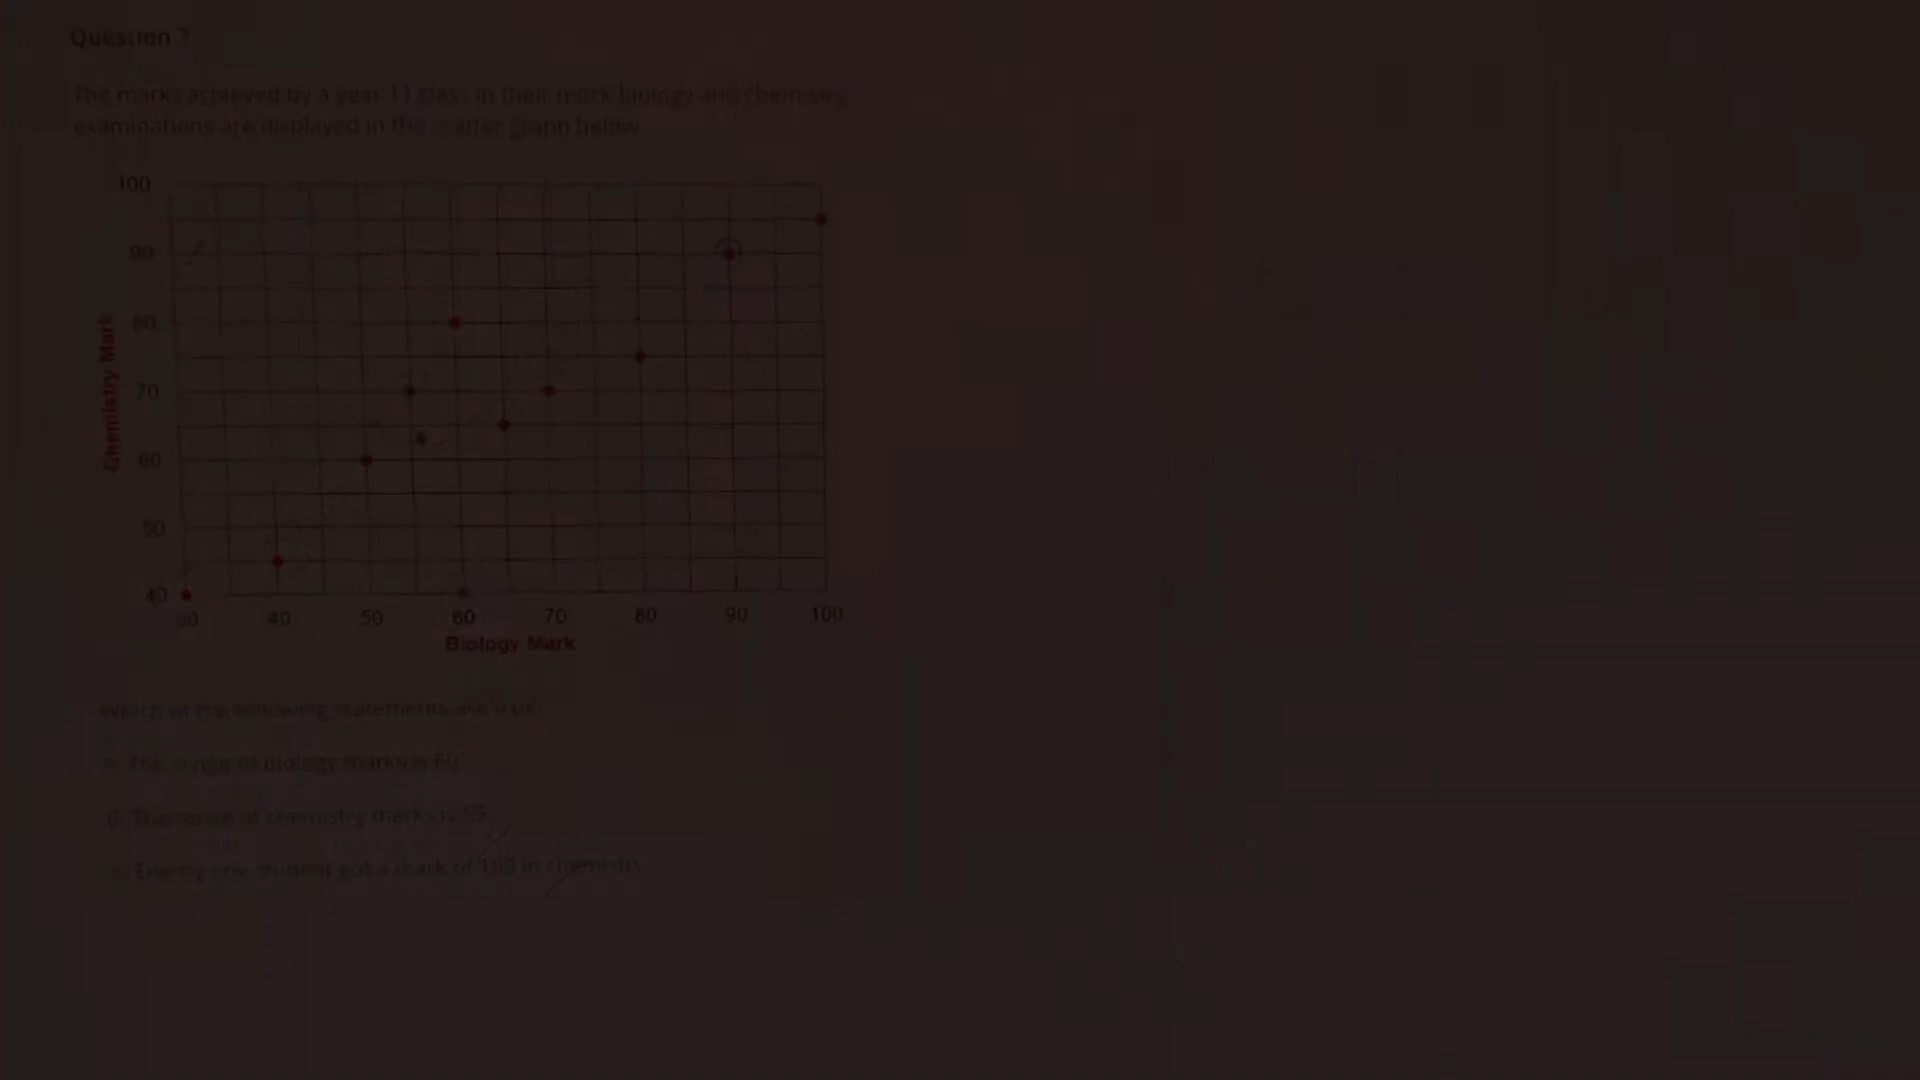 Question 7
The marks achieved by a year 11 class in their mock biology and chemistry
examinations are displayed in the scatter graph below
100
90
80
70
60
50
40
Chemistry Mark
30 40 50 60 70 80 90 100
Biology Mark
Which of the following statements are true?
The range of biology marks is
B. The range of chemistry marks is 55.
Exactly one student got a mark of 100 in chemistry